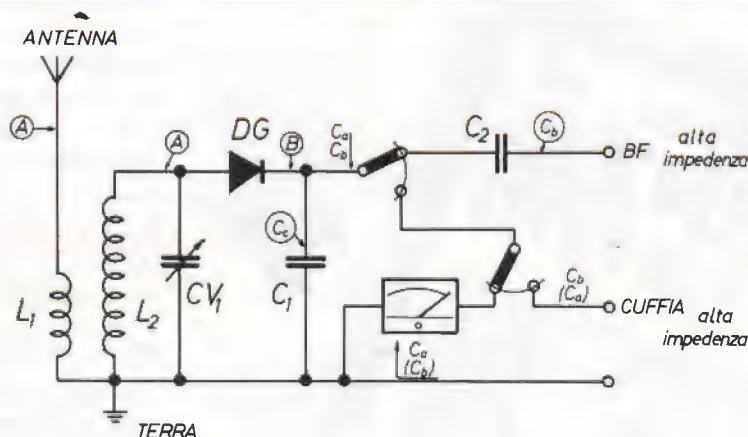 ANTENNA
A
A
DG
B
Ca
Cb
C2
Cb
BF
alta
impedenza
L1
L2
CV1
Cc
C1
Cb
(Ca)
CUFFIA
alta
impedenza
Ca
(Cb)
TERRA